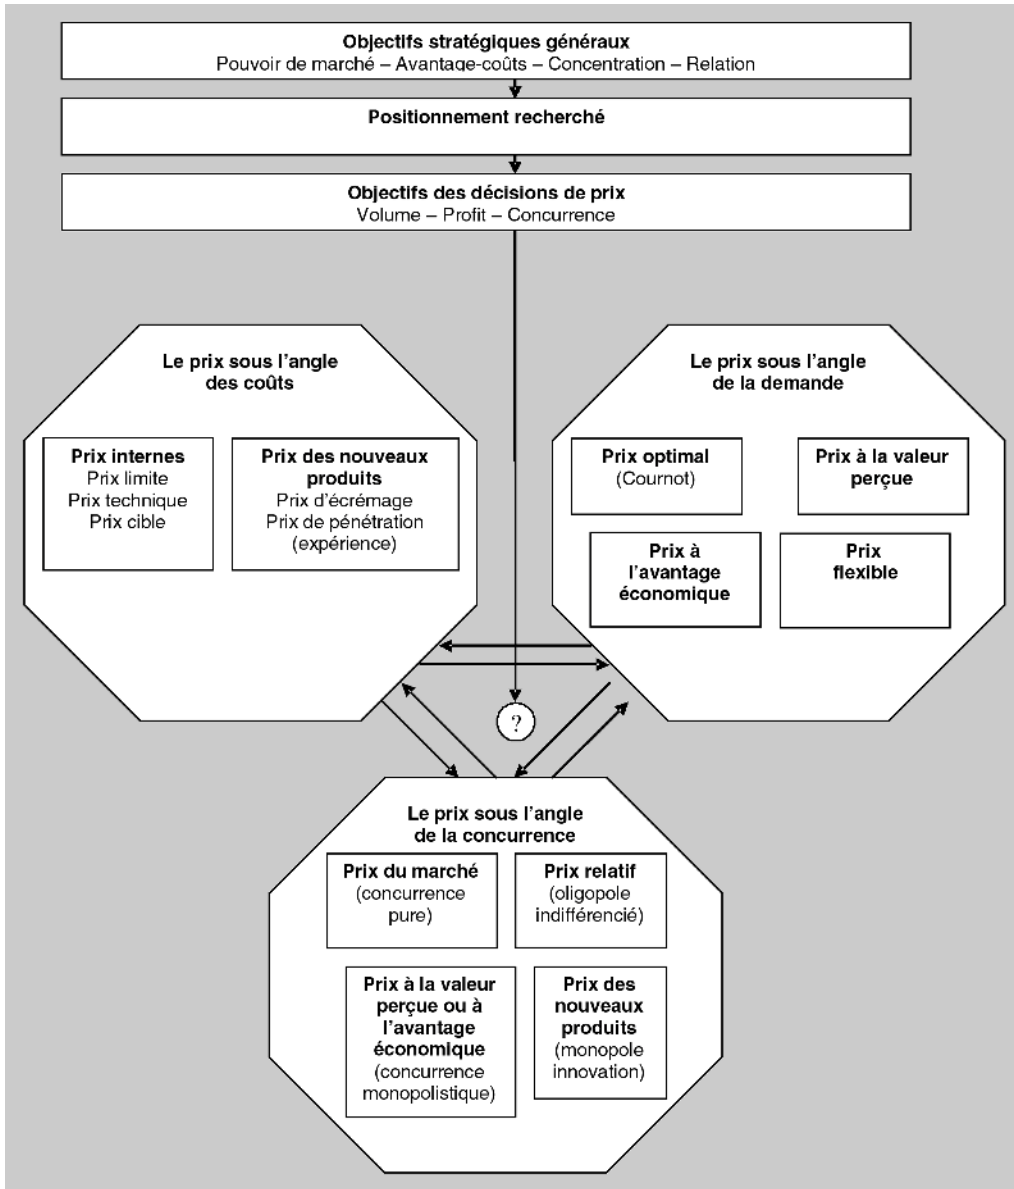 Objectifs stratégiques généraux
Pouvoir de marché – Avantage-coûts – Concentration – Relation
Positionnement recherché
Objectifs des décisions de prix
Volume – Profit – Concurrence
Le prix sous l'angle
des coûts
Prix internes
Prix limite
Prix technique
Prix cible
Prix des nouveaux
produits
Prix d'écrémage
Prix de pénétration
(expérience)
Le prix sous l'angle
de la demande
Prix optimal
(Cournot)
Prix à la valeur
perçue
Prix à
l'avantage
économique
Prix
flexible
?
Le prix sous l'angle
de la concurrence
Prix du marché
(concurrence
pure)
Prix relatif
(oligopole
indifférencié)
Prix à la valeur
perçue ou à
l'avantage
économique
(concurrence
monopolistique)
Prix des
nouveaux
produits
(monopole
innovation)